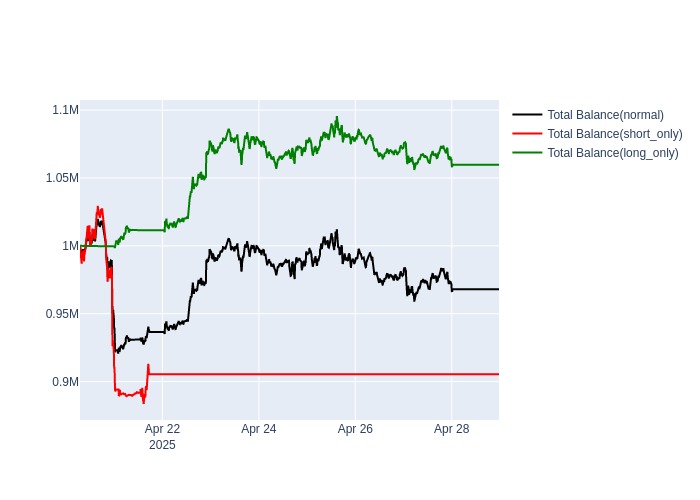 1.1M
1.05M
1M
0.95M
0.9M
Apr 22
2025
Apr 24
Apr 26
Apr 28
Total Balance(normal)
Total Balance(short_only)
Total Balance(long_only)